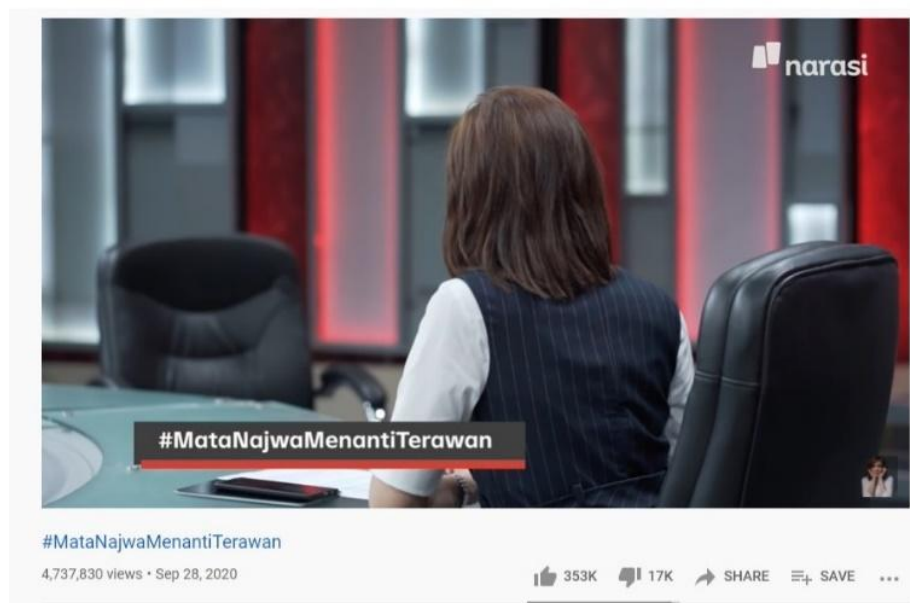 narasi
#MataNajwaMenantiTerawan
#MataNajwaMenantiTerawan
4,737,830 views • Sep 28, 2020
353K 17K SHARE SAVE